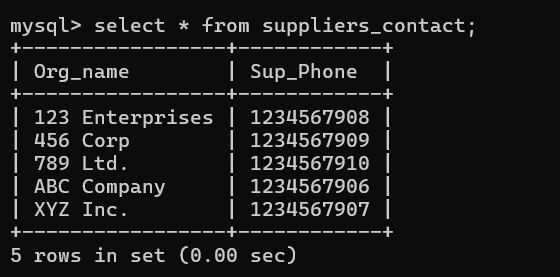 mysql> select * from suppliers_contact;
+-----------------+------------+
| Org_name        | Sup_Phone  |
+-----------------+------------+
| 123 Enterprises | 1234567908 |
| 456 Corp        | 1234567909 |
| 789 Ltd.        | 1234567910 |
| ABC Company     | 1234567906 |
| XYZ Inc.        | 1234567907 |
+-----------------+------------+
5 rows in set (0.00 sec)